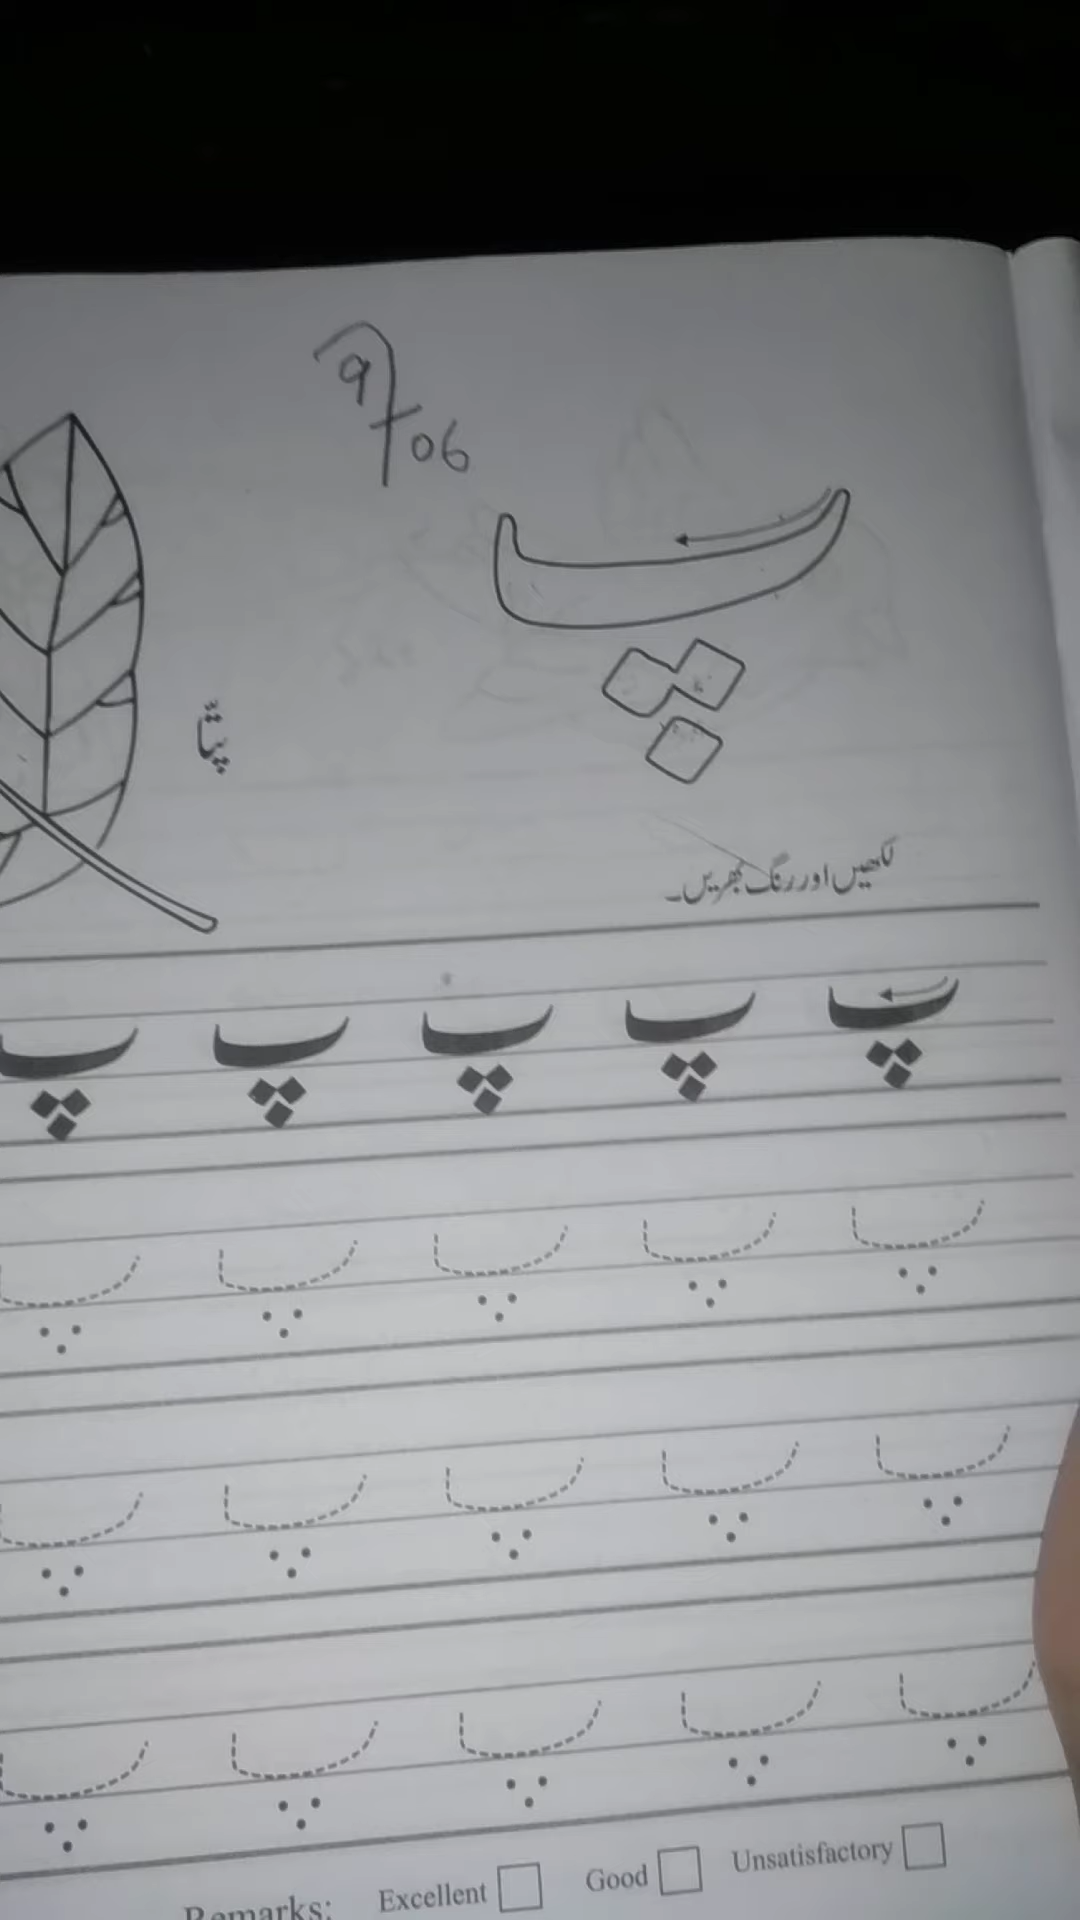 9/06
پ
پتّا
لکھیں اور رنگ بھریں۔
پ پ پ پ پ
پ پ پ پ پ
پ پ پ پ پ
پ پ پ پ پ
Remarks: Excellent Good Unsatisfactory